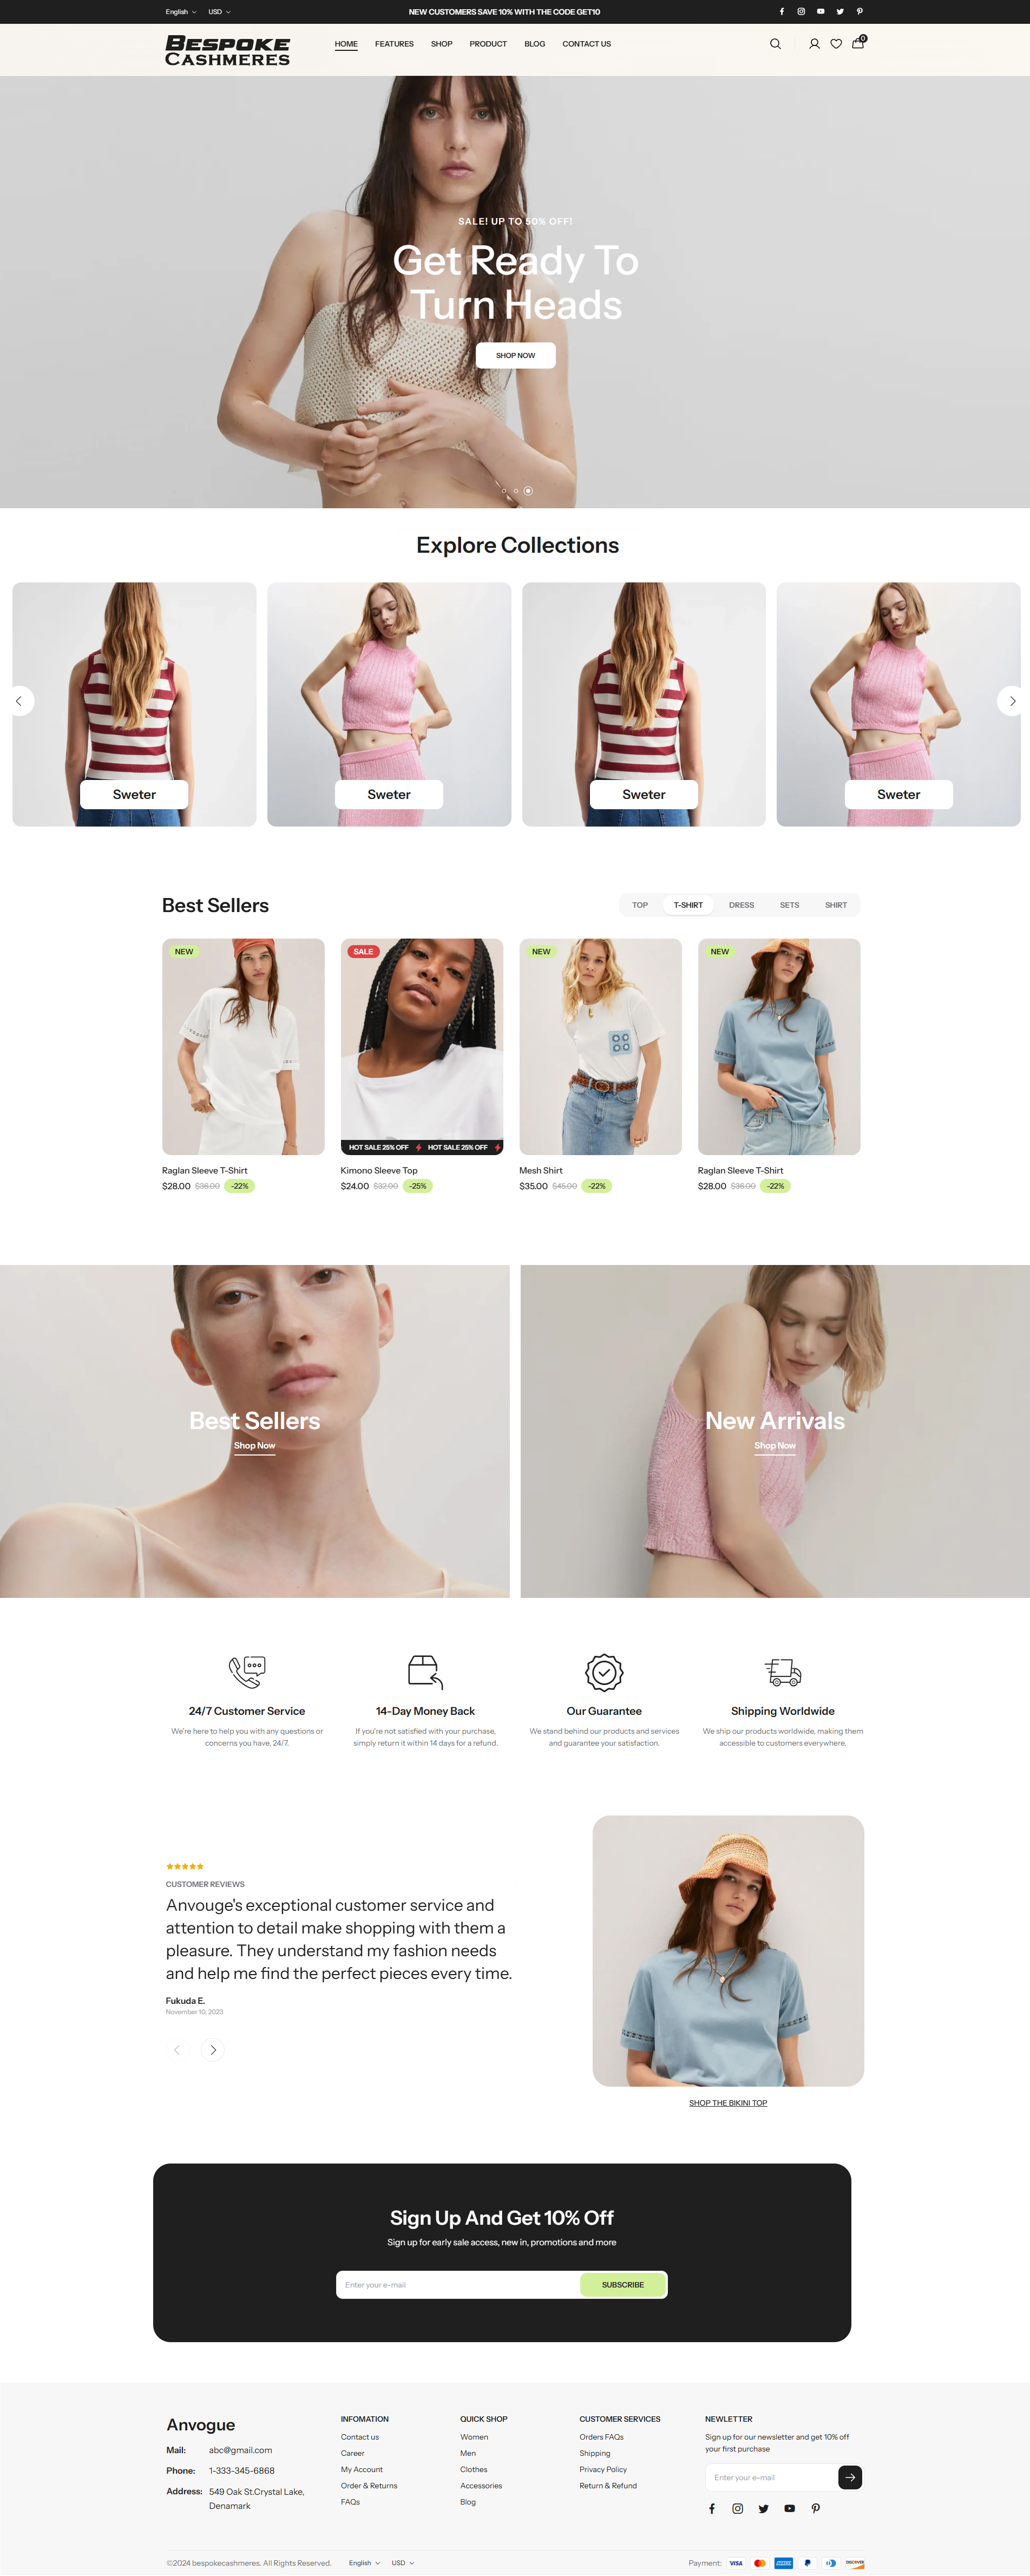 English USD NEW CUSTOMERS SAVE 10% WITH THE CODE GET10
BESPOKE
CASHMERES
HOME FEATURES SHOP PRODUCT BLOG CONTACT US
0
SALE! UP TO 50% OFF!
Get Ready To
Turn Heads
SHOP NOW
Explore Collections
Sweter Sweter Sweter Sweter
Best Sellers
TOP T-SHIRT DRESS SETS SHIRT
NEW SALE NEW NEW
HOT SALE 25% OFF HOT SALE 25% OFF
Raglan Sleeve T-Shirt
$28.00 $36.00 -22%
Kimono Sleeve Top
$24.00 $32.00 -25%
Mesh Shirt
$35.00 $45.00 -22%
Raglan Sleeve T-Shirt
$28.00 $36.00 -22%
Best Sellers
Shop Now
New Arrivals
Shop Now
24/7 Customer Service
We're here to help you with any questions or
concerns you have, 24/7.
14-Day Money Back
If you're not satisfied with your purchase,
simply return it within 14 days for a refund.
Our Guarantee
We stand behind our products and services
and guarantee your satisfaction.
Shipping Worldwide
We ship our products worldwide, making them
accessible to customers everywhere.
CUSTOMER REVIEWS
Anvouge's exceptional customer service and
attention to detail make shopping with them a
pleasure. They understand my fashion needs
and help me find the perfect pieces every time.
Fukuda E.
November 10, 2023
SHOP THE BIKINI TOP
Sign Up And Get 10% Off
Sign up for early sale access, new in, promotions and more
Enter your e-mail SUBSCRIBE
Anvogue
Mail: abc@gmail.com
Phone: 1-333-345-6868
Address: 549 Oak St.Crystal Lake,
Denamark
INFOMATION
Contact us
Career
My Account
Order & Returns
FAQs
QUICK SHOP
Women
Men
Clothes
Accessories
Blog
CUSTOMER SERVICES
Orders FAQs
Shipping
Privacy Policy
Return & Refund
NEWLETTER
Sign up for our newsletter and get 10% off
your first purchase
Enter your e-mail
©2024 bespokecashmeres. All Rights Reserved. English USD
Payment: VISA DISCOVER